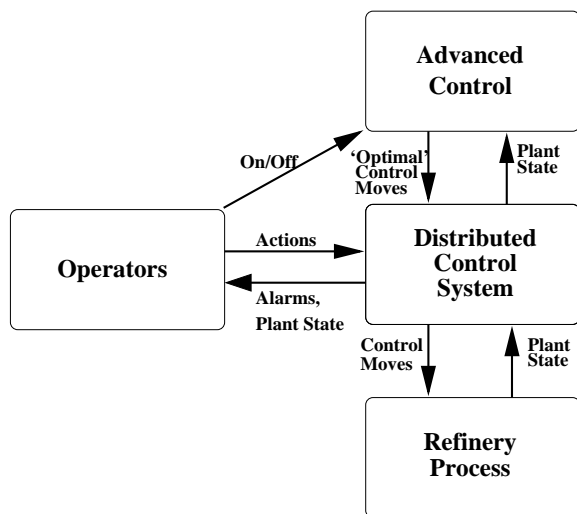 Advanced
Control
On/Off
‘Optimal’
Control
Moves
Plant
State
Operators
Actions
Alarms,
Plant State
Distributed
Control
System
Control
Moves
Plant
State
Refinery
Process